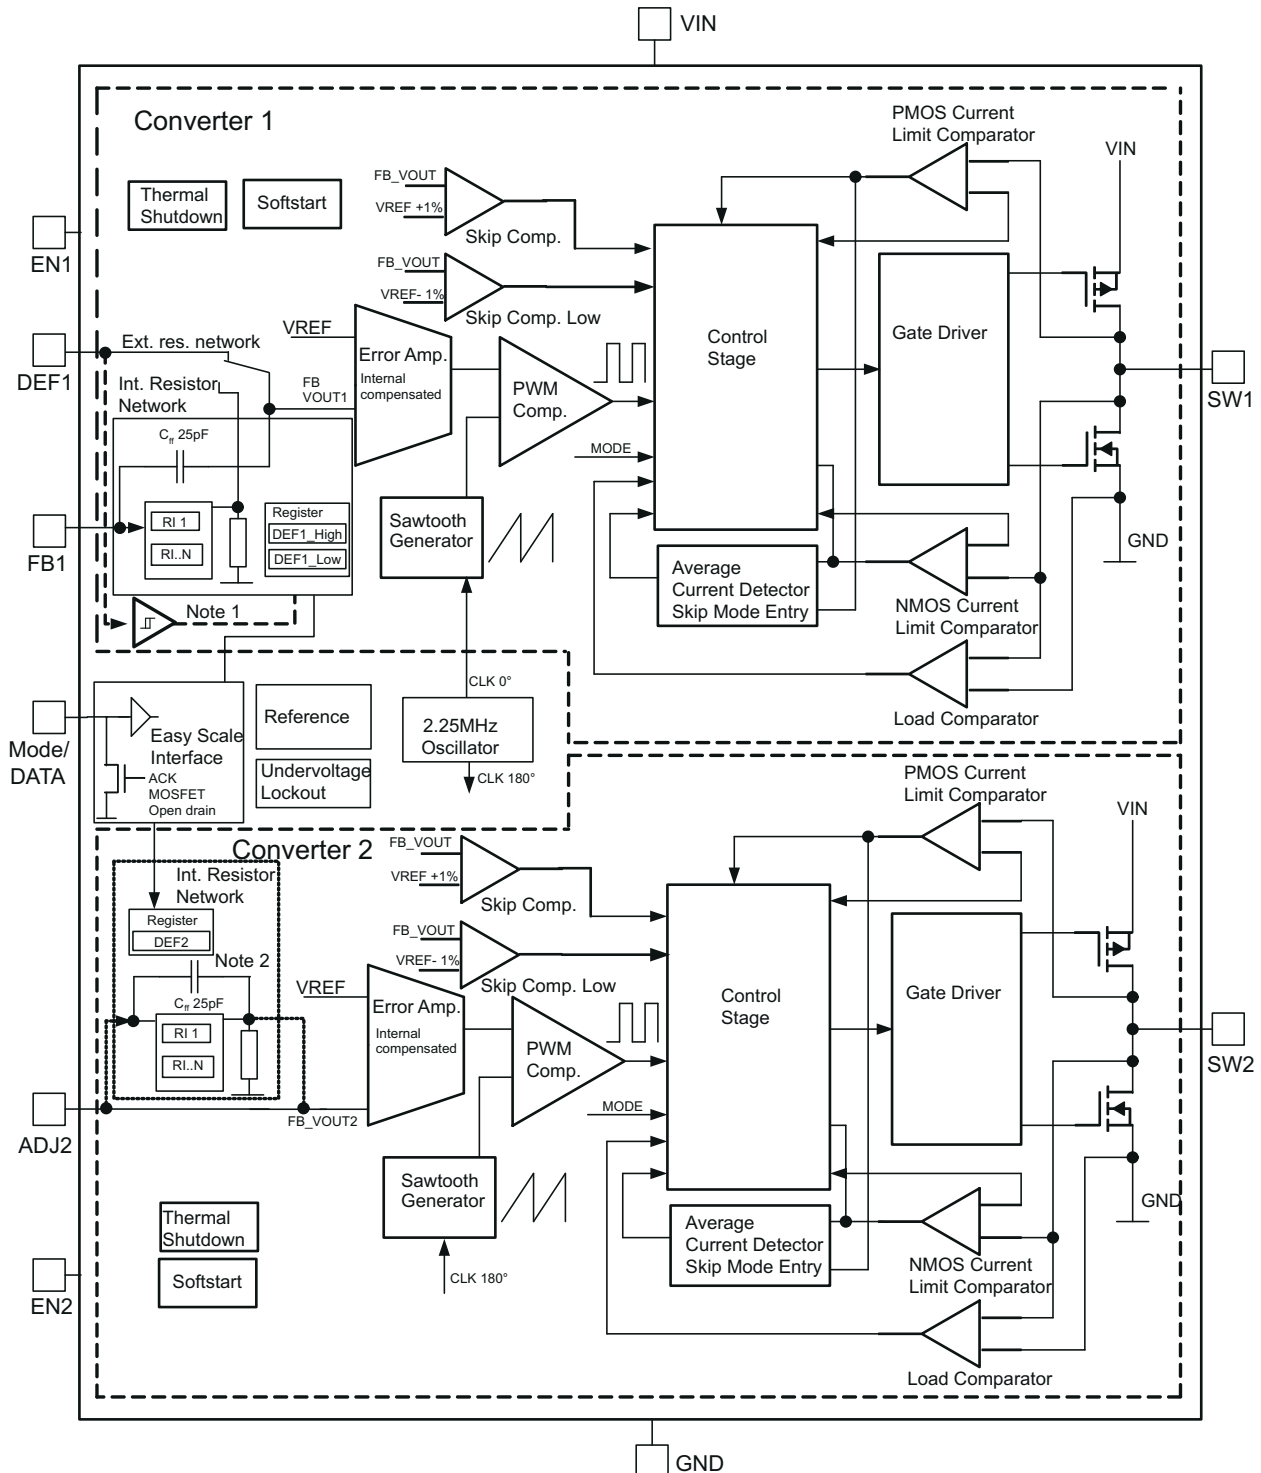 VIN
Converter 1
PMOS Current
Limit Comparator
VIN
Thermal
Shutdown
Softstart
FB_VOUT
VREF +1%
Skip Comp.
EN1
FB_VOUT
VREF- 1%
Skip Comp. Low
Control
Stage
Gate Driver
VREF
Ext. res. network
DEF1
Error Amp.
Internal
compensated
FB
VOUT1
Int. Resistor
Network
PWM
Comp.
SW1
Cff 25pF
MODE
RI 1
RI..N
Register
DEF1_High
DEF1_Low
FB1
Sawtooth
Generator
GND
Average
Current Detector
Skip Mode Entry
NMOS Current
Limit Comparator
Note 1
CLK 0°
Load Comparator
Mode/
DATA
Easy Scale
Interface
ACK
MOSFET
Open drain
Reference
Undervoltage
Lockout
2.25MHz
Oscillator
CLK 180°
PMOS Current
Limit Comparator
VIN
Converter 2
FB_VOUT
VREF +1%
Skip Comp.
Int. Resistor
Network
Register
DEF2
Note 2
FB_VOUT
VREF- 1%
Skip Comp. Low
Control
Stage
Gate Driver
VREF
Error Amp.
Internal
compensated
Cff 25pF
RI 1
RI..N
PWM
Comp.
SW2
MODE
ADJ2
FB_VOUT2
Sawtooth
Generator
GND
Thermal
Shutdown
Softstart
Average
Current Detector
Skip Mode Entry
NMOS Current
Limit Comparator
CLK 180°
EN2
Load Comparator
GND